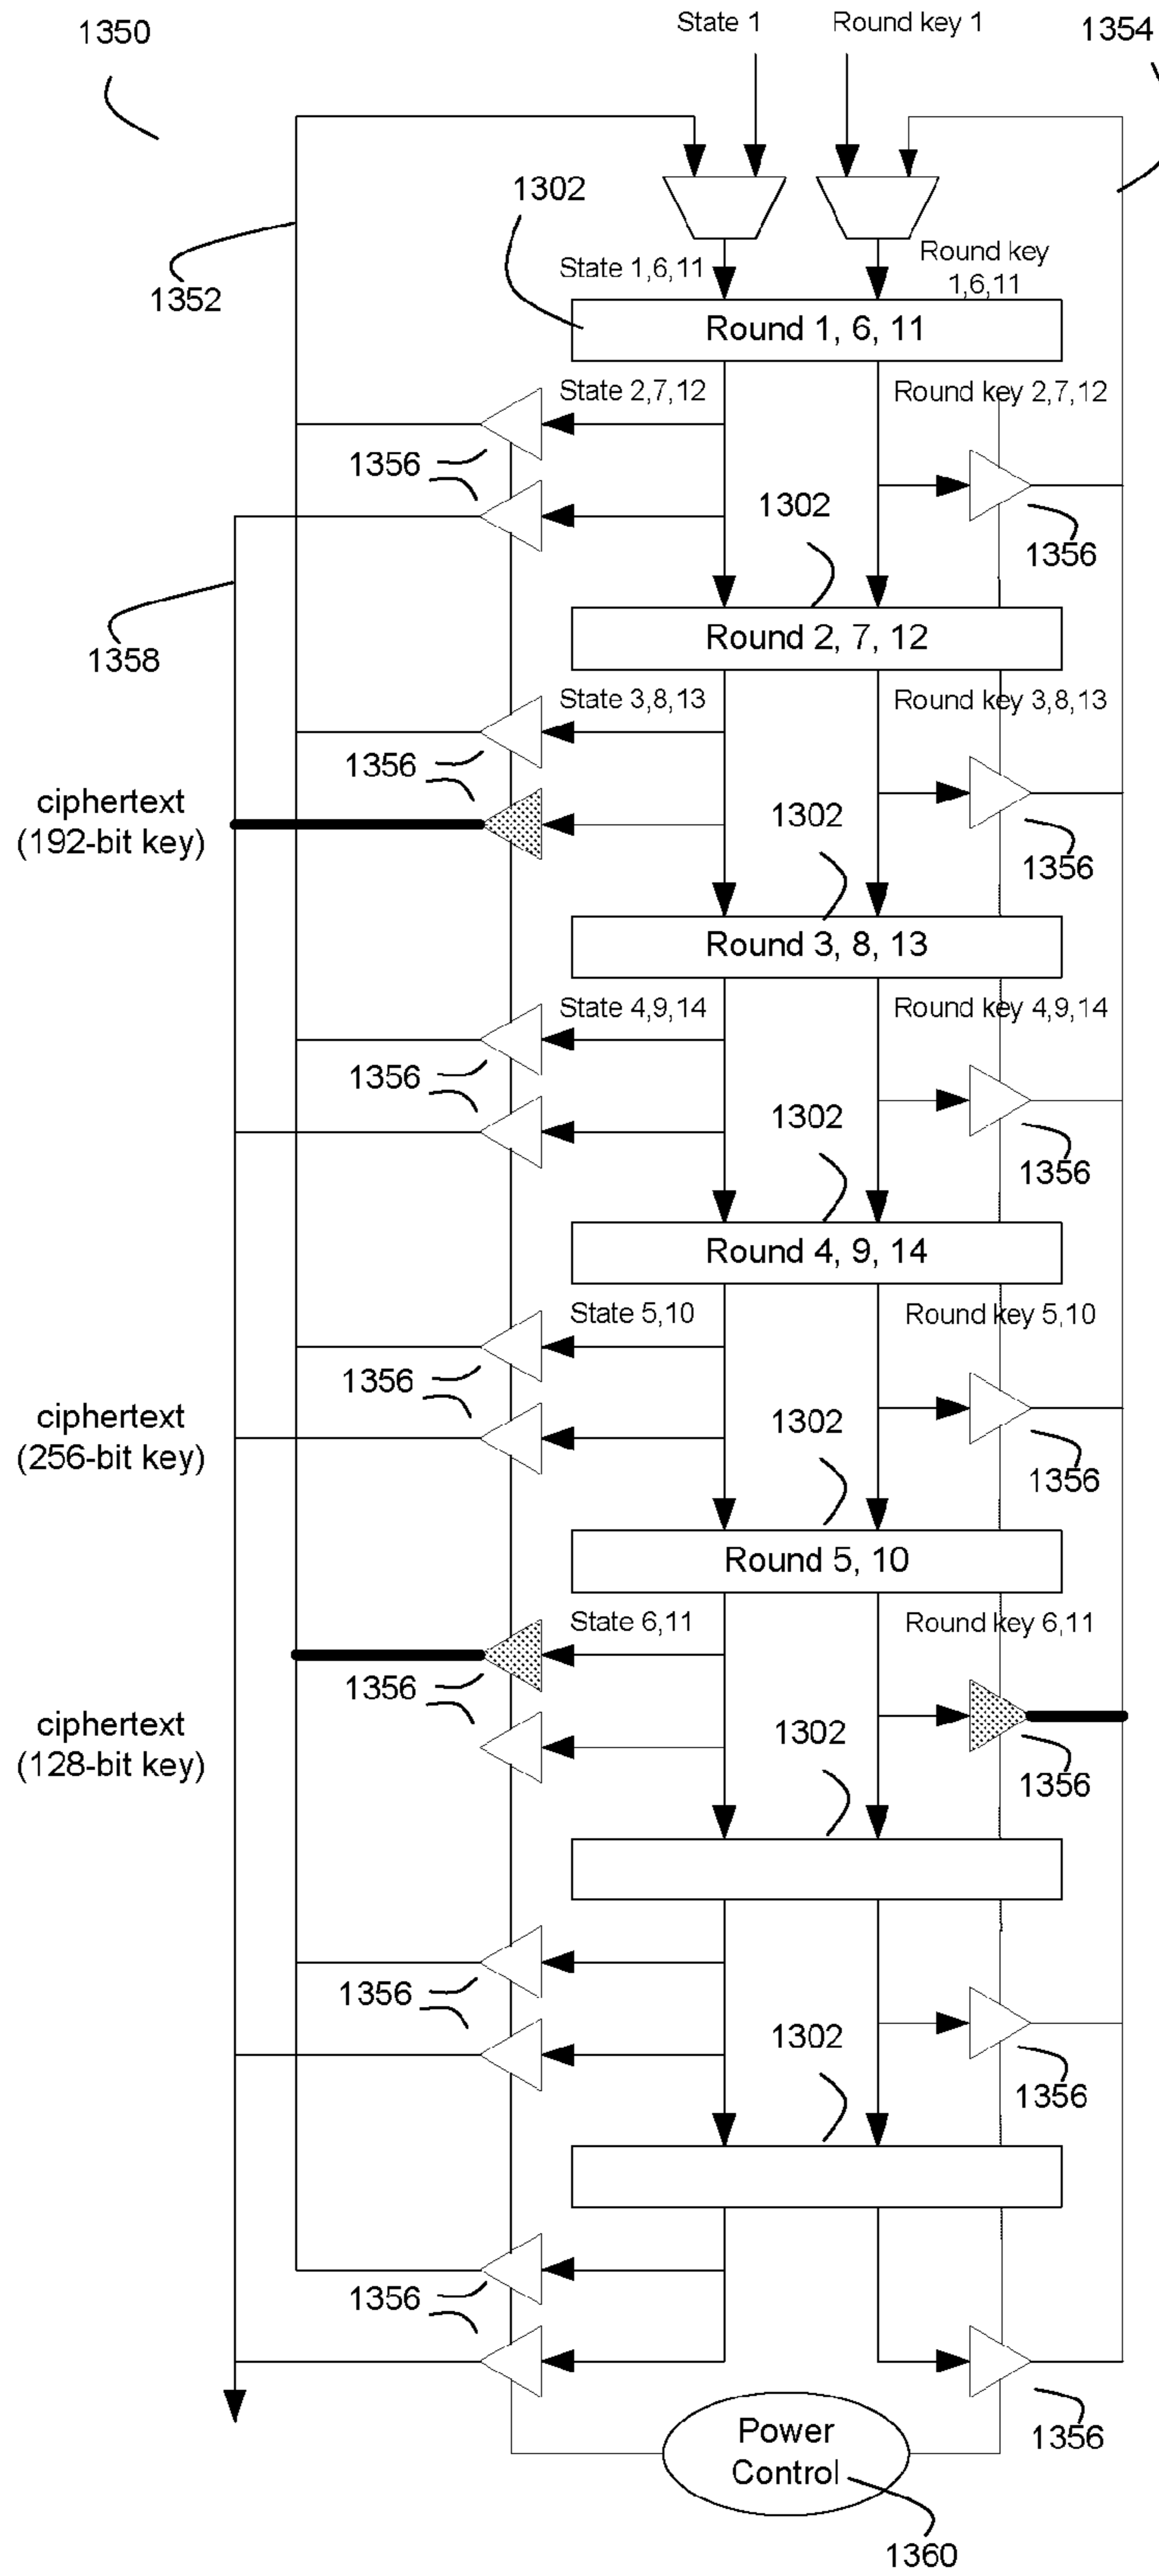 State 1
Round key 1
1354
1350
1302
State 1,6,11
Round key
1,6,11
1352
Round 1, 6, 11
State 2,7,12
Round key 2,7,12
1356
1302
1356
1358
Round 2, 7, 12
State 3,8,13
Round key 3,8,13
1356
ciphertext
(192-bit key)
1302
1356
Round 3, 8, 13
State 4,9,14
Round key 4,9,14
1356
1302
1356
Round 4, 9, 14
State 5,10
Round key 5,10
1356
ciphertext
(256-bit key)
1302
1356
Round 5, 10
State 6,11
Round key 6,11
1356
ciphertext
(128-bit key)
1302
1356
1356
1302
1356
1356
Power
Control
1356
1360